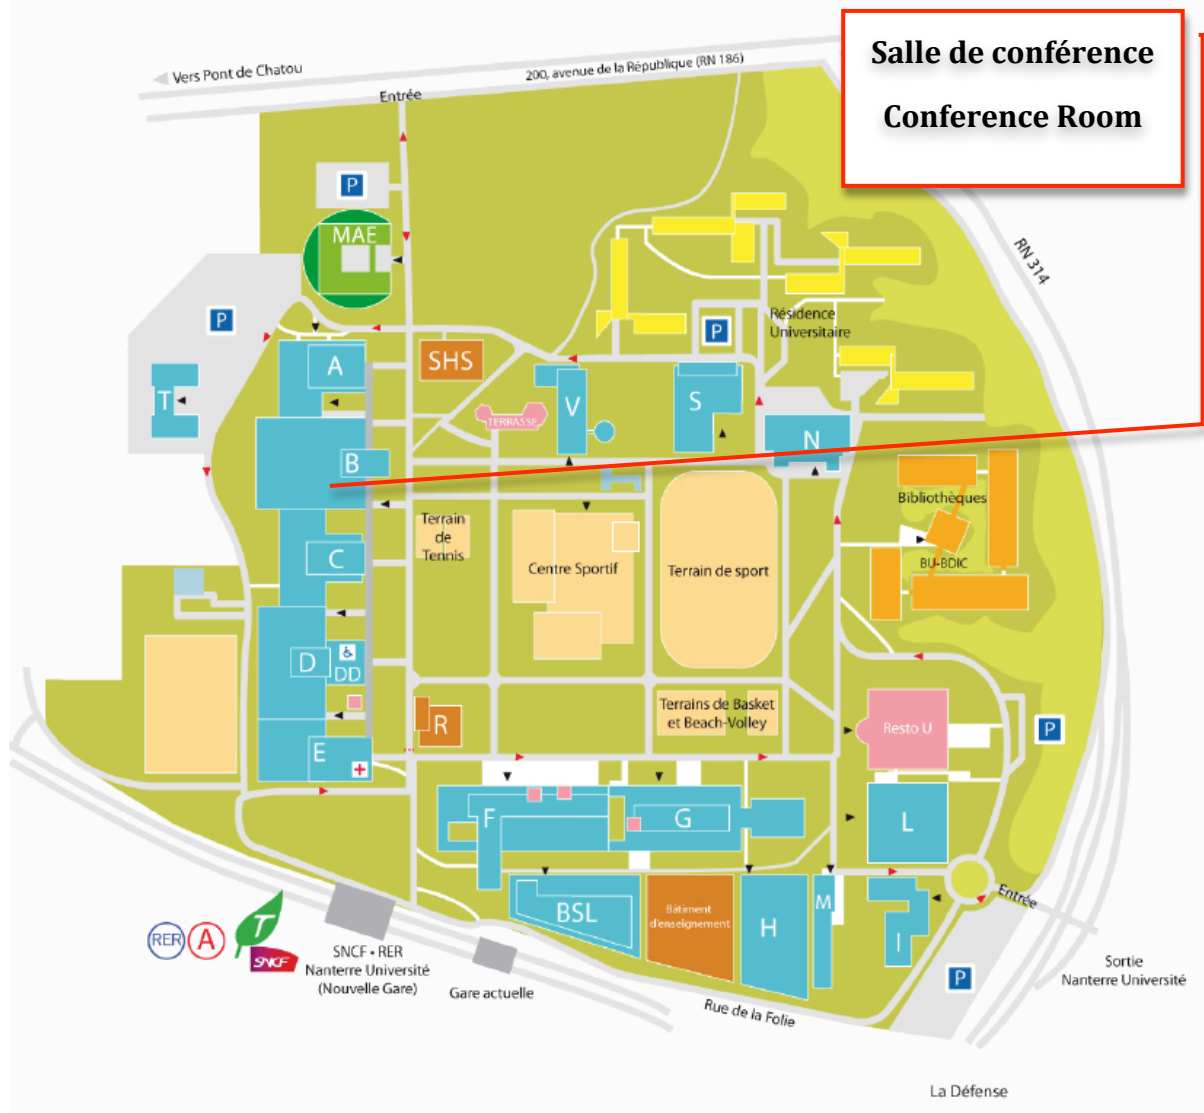 Salle de conférence
Conference Room
Vers Pont de Chatou
200, avenue de la République (RN 186)
Entrée
P
MAE
RN 314
P
P
Résidence
Universitaire
A
SHS
T
V
S
TERRASSE
N
B
Bibliothèques
Terrain
de
Tennis
C
Centre Sportif
Terrain de sport
BU-BDIC
D
DD
R
Terrains de Basket
et Beach-Volley
Resto U
P
E
F
G
L
BSL
Bâtiment
d'enseignement
H
M
I
Entrée
RER
A
T
SNCF
SNCF • RER
Nanterre Université
(Nouvelle Gare)
Gare actuelle
P
Sortie
Nanterre Université
Rue de la Folie
La Défense